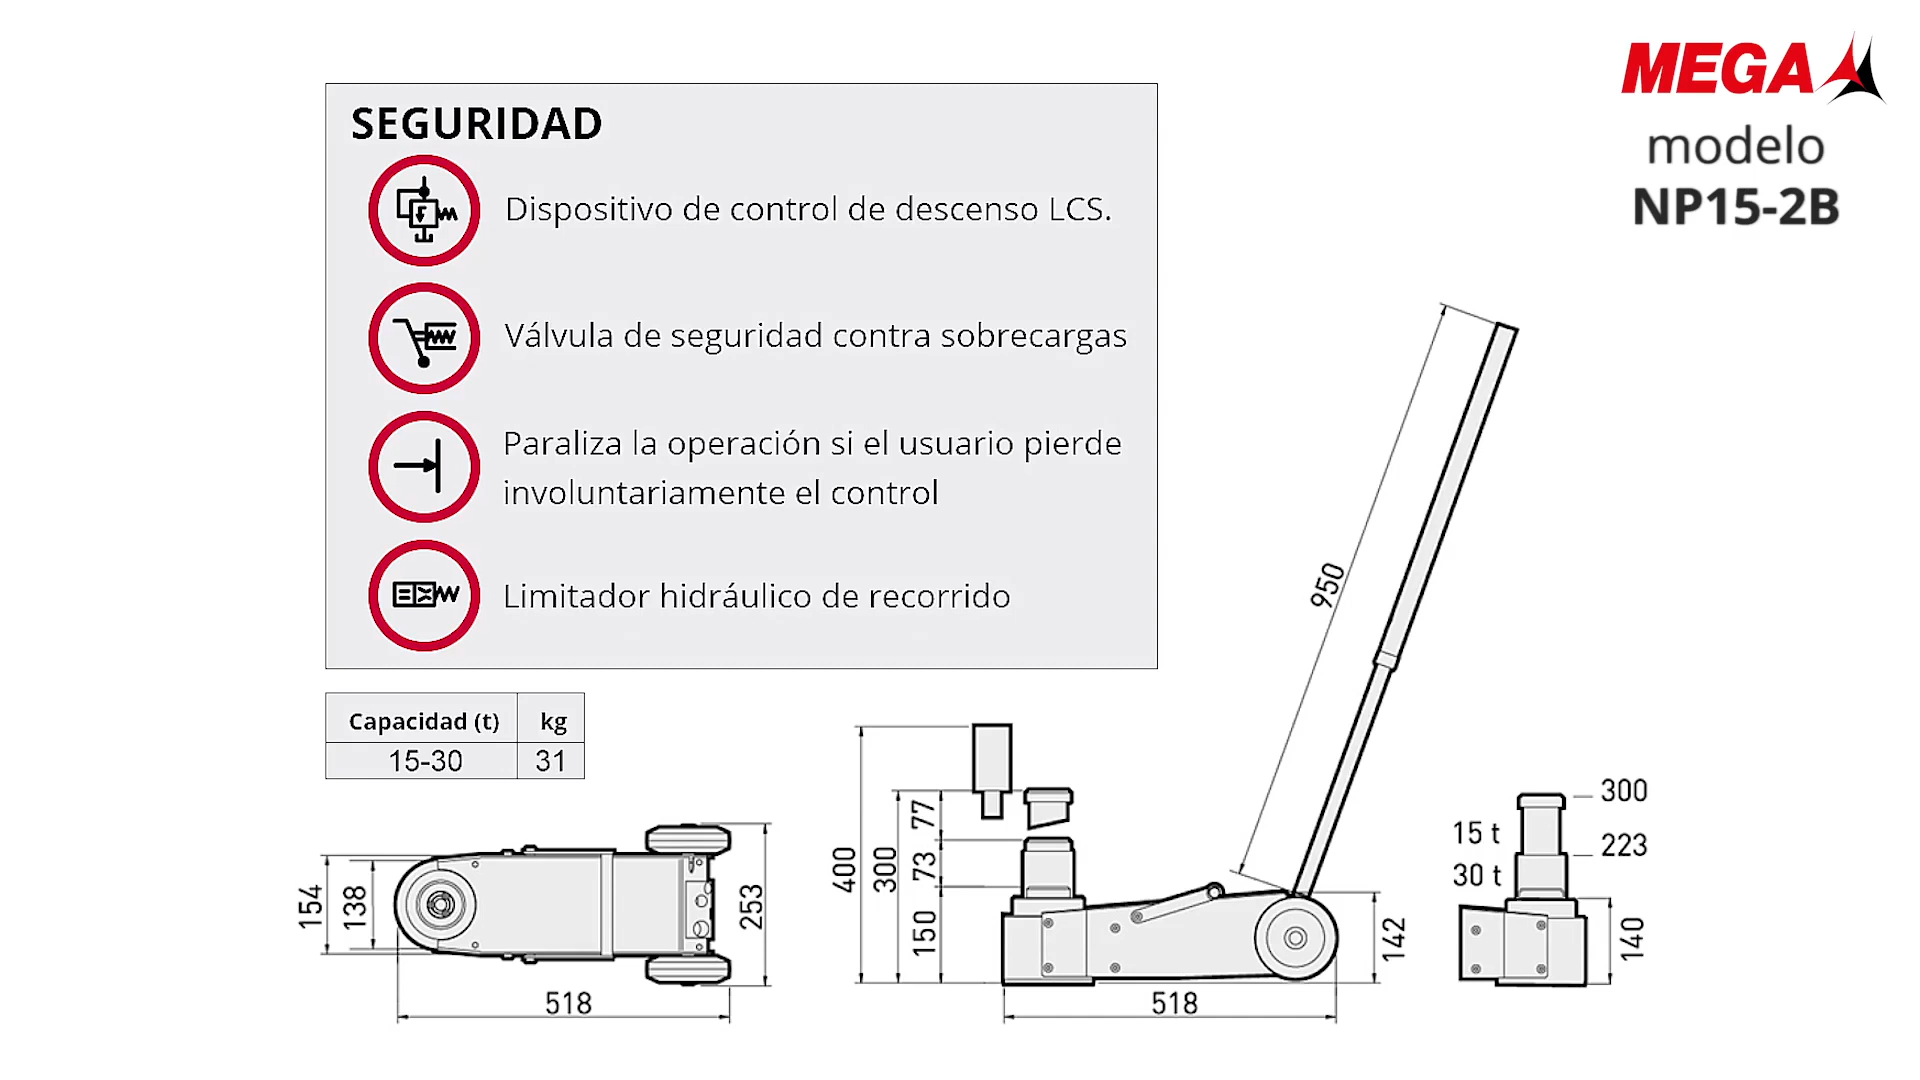 MEGA
modelo
NP15-2B
SEGURIDAD
Dispositivo de control de descenso LCS.
Válvula de seguridad contra sobrecargas
Paraliza la operación si el usuario pierde
involuntariamente el control
Limitador hidráulico de recorrido
Capacidad (t) kg
15-30 31
154
138
253
518
400
300
77
73
150
950
142
518
15 t
30 t
300
223
140